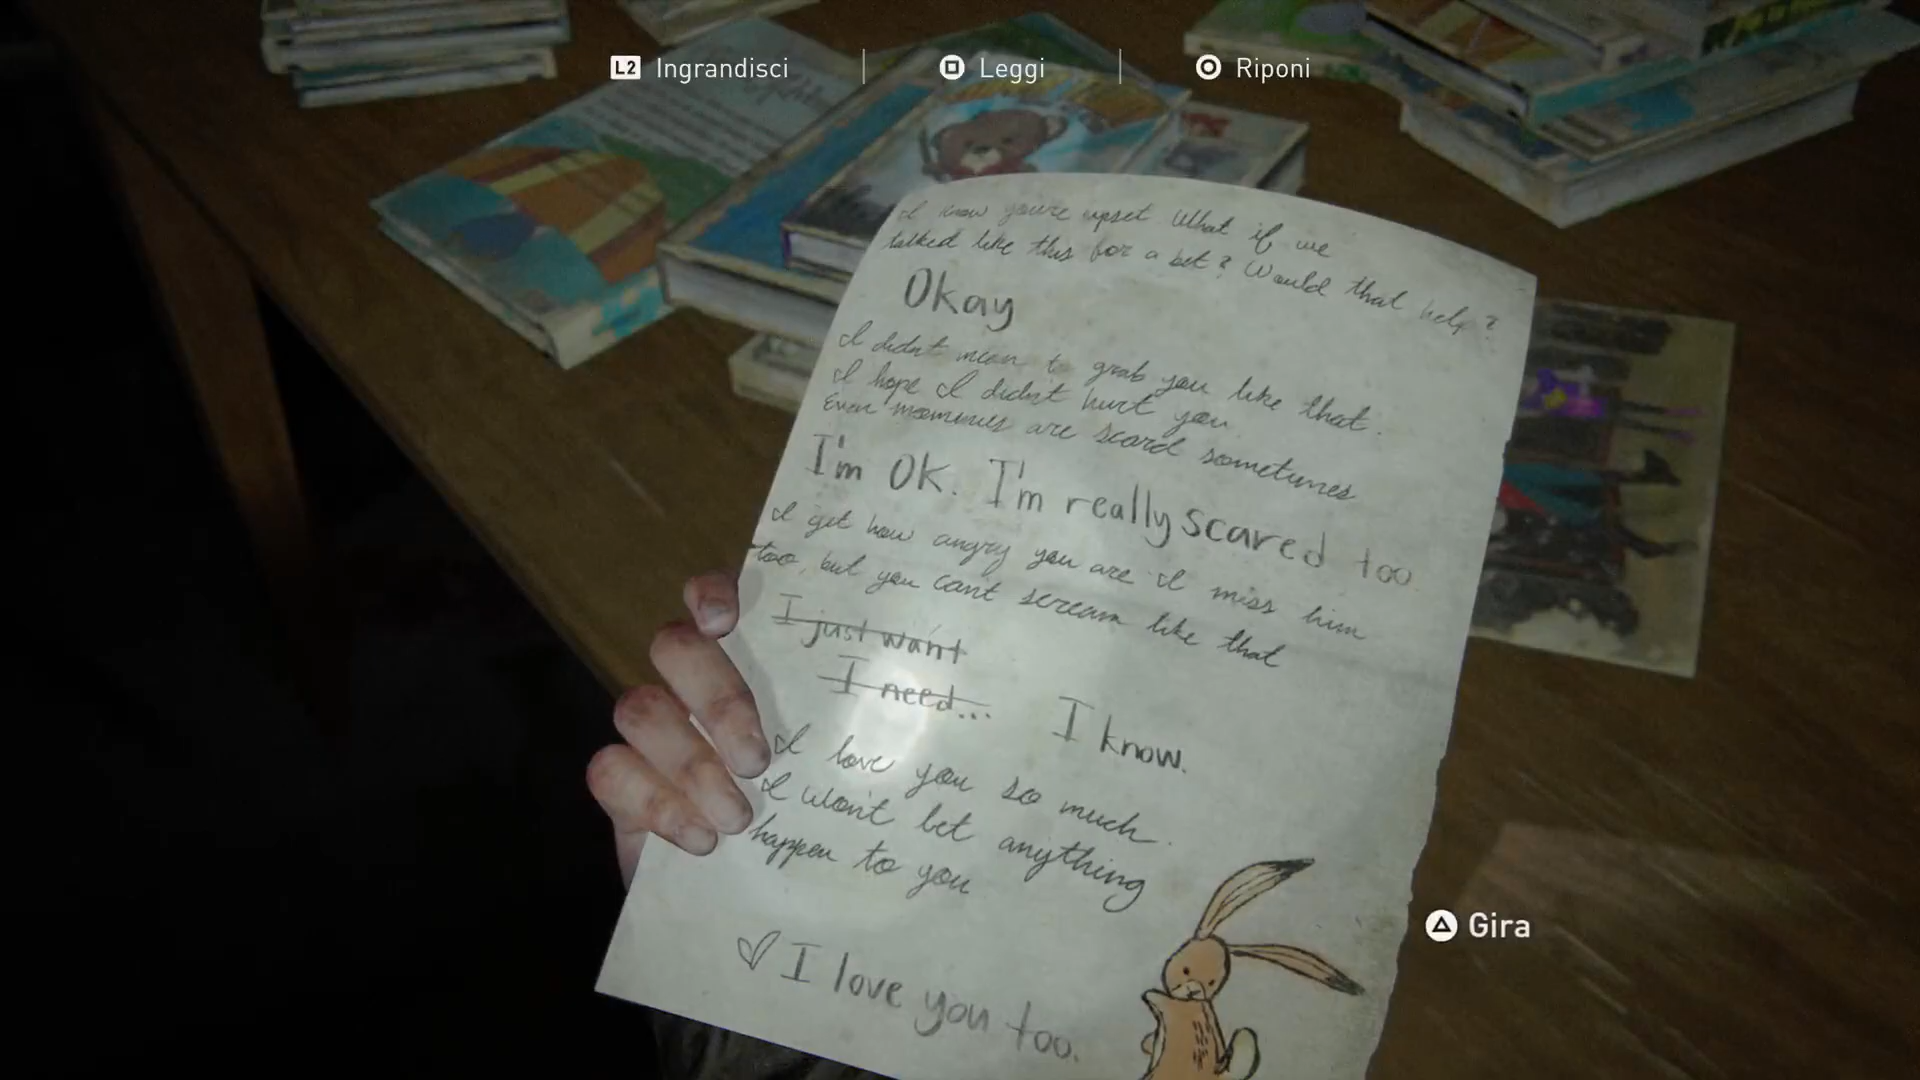 L2 Ingrandisci
Leggi
Riponi
I know you're upset What if we
talked like this for a bit? Would that help?
Okay
I didn't mean to grab you like that.
I hope I didn't hurt you
Even mommies are scard sometimes
I'm OK. I'm really scared too
I get how angry you are I miss him
too, but you can't scream like that
I just want
I need...
I know.
I love you so much.
I won't let anything
happen to you
I love you too.
Gira